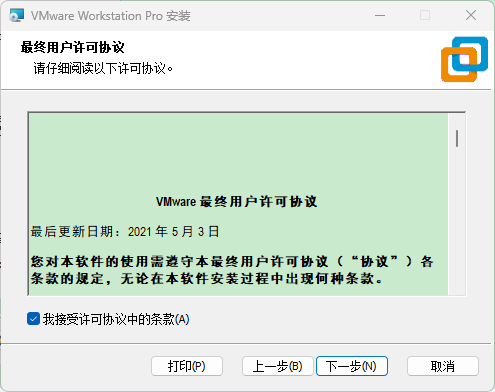 VMware Workstation Pro 安装
最终用户许可协议
请仔细阅读以下许可协议。
VMware 最终用户许可协议
最后更新日期：2021 年 5 月 3 日
您对本软件的使用需遵守本最终用户许可协议（“协议”）各
条款的规定，无论在本软件安装过程中出现何种条款。
我接受许可协议中的条款(A)
打印(P)
上一步(B)
下一步(N)
取消